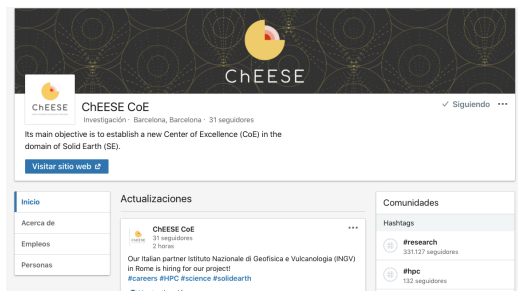 ChEESE
ChEESE
ChEESE CoE
Investigación · Barcelona, Barcelona · 31 seguidores
Siguiendo
Its main objective is to establish a new Center of Excellence (CoE) in the
domain of Solid Earth (SE).
Visitar sitio web
Inicio
Acerca de
Empleos
Personas
Actualizaciones
ChEESE CoE
31 seguidores
2 horas
Our Italian partner Istituto Nazionale di Geofisica e Vulcanologia (INGV)
in Rome is hiring for our project!
#careers #HPC #science #solidearth
Comunidades
Hashtags
#research
331.127 seguidores
#hpc
132 seguidores